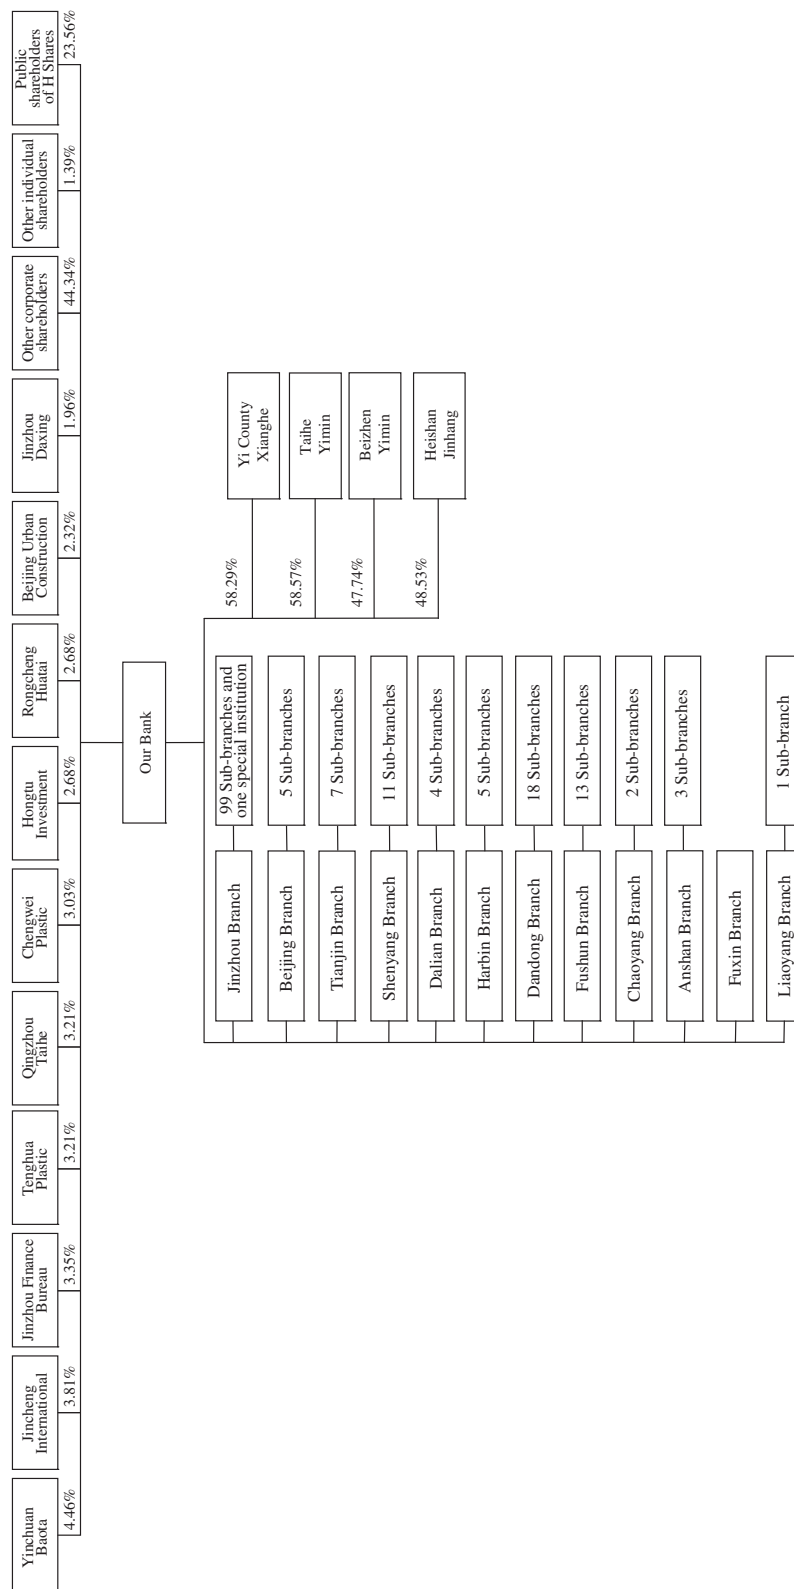 Yinchuan
Baota
4.46%
Jincheng
International
3.81%
Jinzhou Finance
Bureau
3.35%
Tenghua
Plastic
3.21%
Qingzhou
Taihe
3.21%
Chengwei
Plastic
3.03%
Hongtu
Investment
2.68%
Rongcheng
Huatai
2.68%
Beijing Urban
Construction
2.32%
Jinzhou
Daxing
1.96%
Other corporate
shareholders
44.34%
Other individual
shareholders
1.39%
Public
shareholders
of H Shares
23.56%
Our Bank
Jinzhou Branch
99 Sub-branches and
one special institution
Beijing Branch
5 Sub-branches
Tianjin Branch
7 Sub-branches
Shenyang Branch
11 Sub-branches
Dalian Branch
4 Sub-branches
Harbin Branch
5 Sub-branches
Dandong Branch
18 Sub-branches
Fushun Branch
13 Sub-branches
Chaoyang Branch
2 Sub-branches
Anshan Branch
3 Sub-branches
Fuxin Branch
Liaoyang Branch
1 Sub-branch
58.29%
Yi County
Xianghe
58.57%
Taihe
Yimin
47.74%
Beizhen
Yimin
48.53%
Heishan
Jinhang